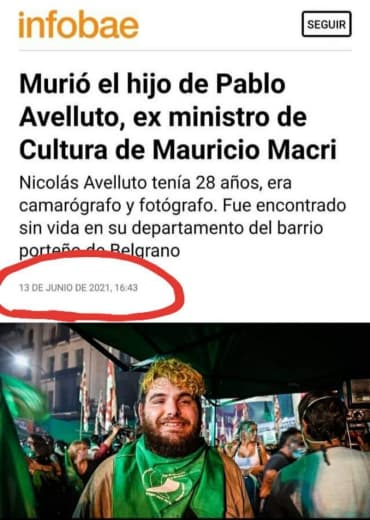 infobae
SEGUIR
Murió el hijo de Pablo
Avelluto, ex ministro de
Cultura de Mauricio Macri
Nicolás Avelluto tenía 28 años, era
camarógrafo y fotógrafo. Fue encontrado
sin vida en su departamento del barrio
porteño de Belgrano
13 DE JUNIO DE 2021, 16:43